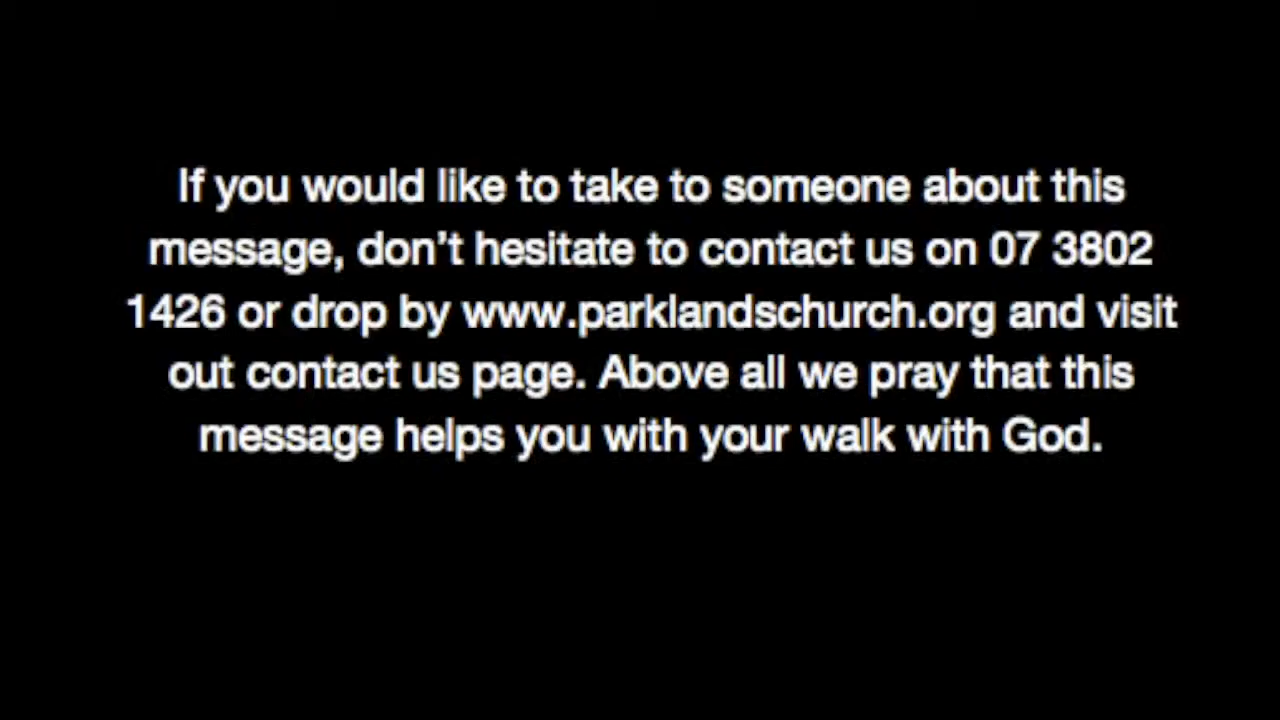 If you would like to take to someone about this
message, don’t hesitate to contact us on 07 3802
1426 or drop by www.parklandschurch.org and visit
out contact us page. Above all we pray that this
message helps you with your walk with God.